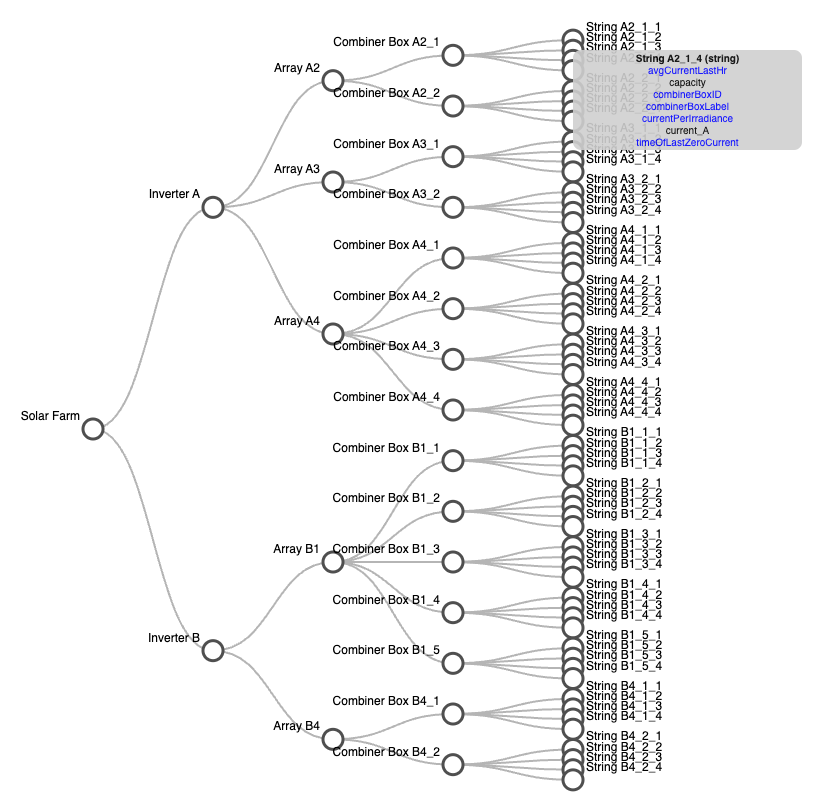 Solar Farm
Inverter A
Inverter B
Array A2
Array A3
Array A4
Array B1
Array B4
Combiner Box A2_1
Combiner Box A2_2
Combiner Box A3_1
Combiner Box A3_2
Combiner Box A4_1
Combiner Box A4_2
Combiner Box A4_3
Combiner Box A4_4
Combiner Box B1_1
Combiner Box B1_2
Combiner Box B1_3
Combiner Box B1_4
Combiner Box B1_5
Combiner Box B4_1
Combiner Box B4_2
String A2_1_1
String A2_1_2
String A2_1_3
String A2_1_4 (string)
avgCurrentLastHr
capacity
combinerBoxID
combinerBoxLabel
currentPerIrradiance
current_A
timeOfLastZeroCurrent
String A3_1_4
String A3_2_1
String A3_2_2
String A3_2_3
String A3_2_4
String A4_1_1
String A4_1_2
String A4_1_3
String A4_1_4
String A4_2_1
String A4_2_2
String A4_2_3
String A4_2_4
String A4_3_1
String A4_3_2
String A4_3_3
String A4_3_4
String A4_4_1
String A4_4_2
String A4_4_3
String A4_4_4
String B1_1_1
String B1_1_2
String B1_1_3
String B1_1_4
String B1_2_1
String B1_2_2
String B1_2_3
String B1_2_4
String B1_3_1
String B1_3_2
String B1_3_3
String B1_3_4
String B1_4_1
String B1_4_2
String B1_4_3
String B1_4_4
String B1_5_1
String B1_5_2
String B1_5_3
String B1_5_4
String B4_1_1
String B4_1_2
String B4_1_3
String B4_1_4
String B4_2_1
String B4_2_2
String B4_2_3
String B4_2_4